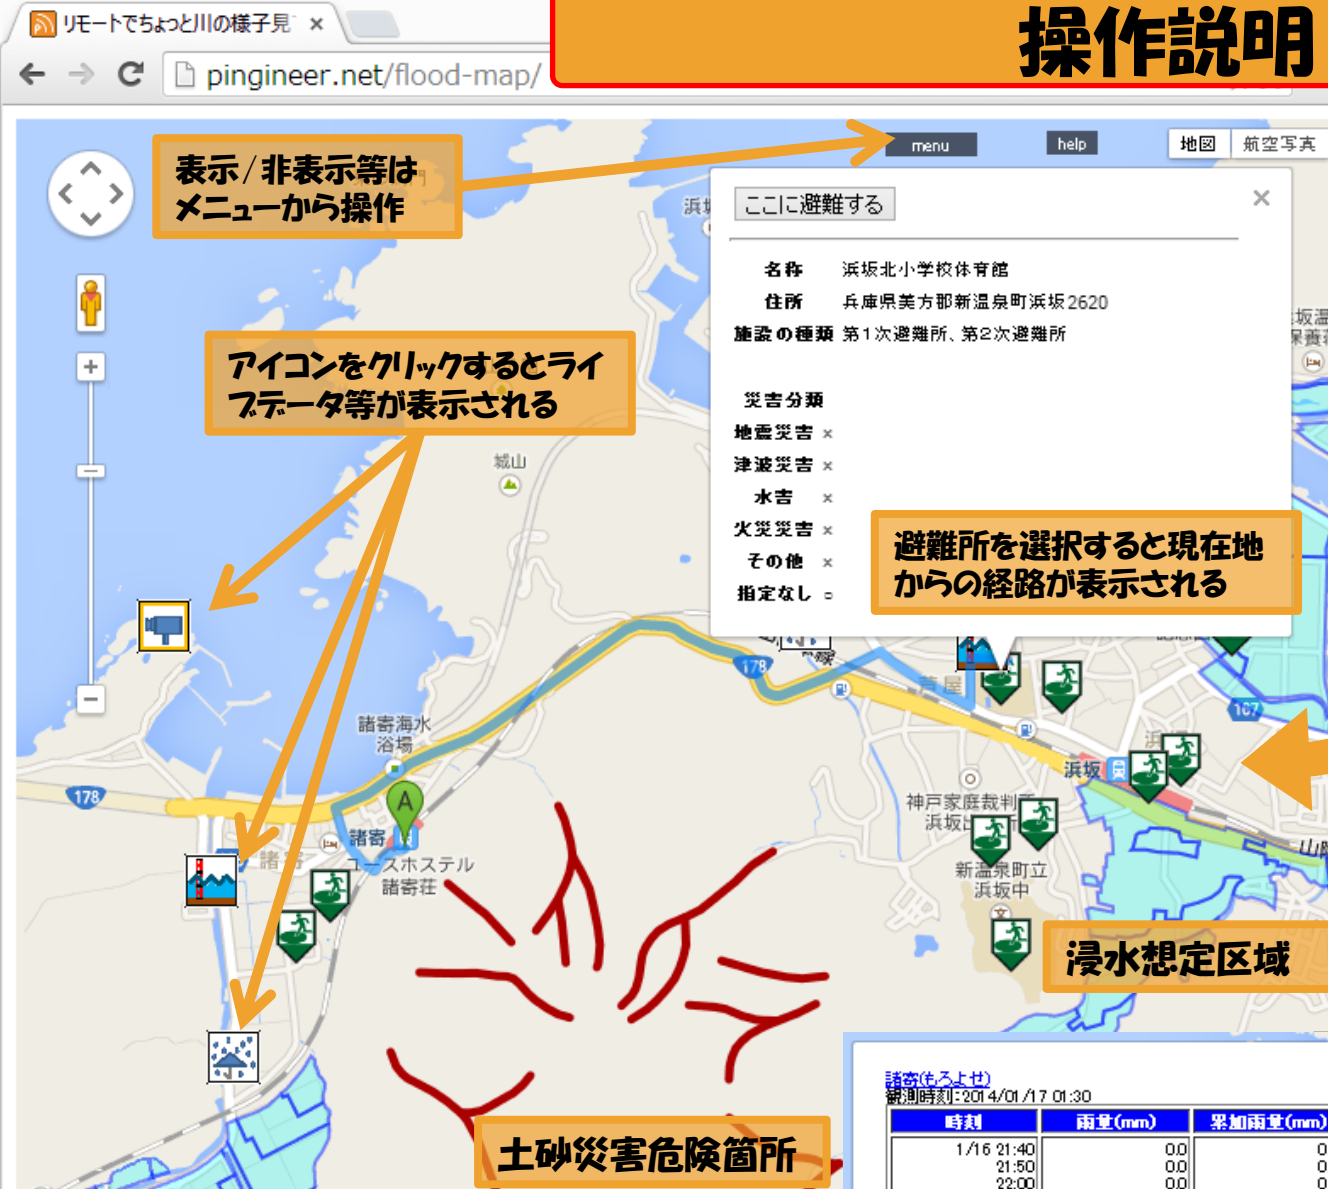 リモートでちょっと川の様子見
操作説明
pingineer.net/flood-map/
表示/非表示等は
メニューから操作
menu
help
地図
航空写真
ここに避難する
名称 浜坂北小学校体育館
住所 兵庫県美方郡新温泉町浜坂2620
施設の種類 第1次避難所、第2次避難所
災害分類
地震災害 ×
津波災害 ×
水害 ×
火災災害 ×
その他 ×
指定なし ○
アイコンをクリックするとライ
ブデータ等が表示される
城山
避難所を選択すると現在地
からの経路が表示される
178
芦屋
107
諸寄海水
浴場
浜坂
178
A
神戸家庭裁判
浜坂
諸寄
ユースホステル
諸寄荘
新温泉町立
浜坂中
浸水想定区域
諸寄(もろよせ)
観測時刻:2014/01/17 01:30
時刻 雨量(mm) 累加雨量(mm)
1/16 21:40 0.0 0
21:50 0.0 0
22:00 0.0 0
土砂災害危険箇所